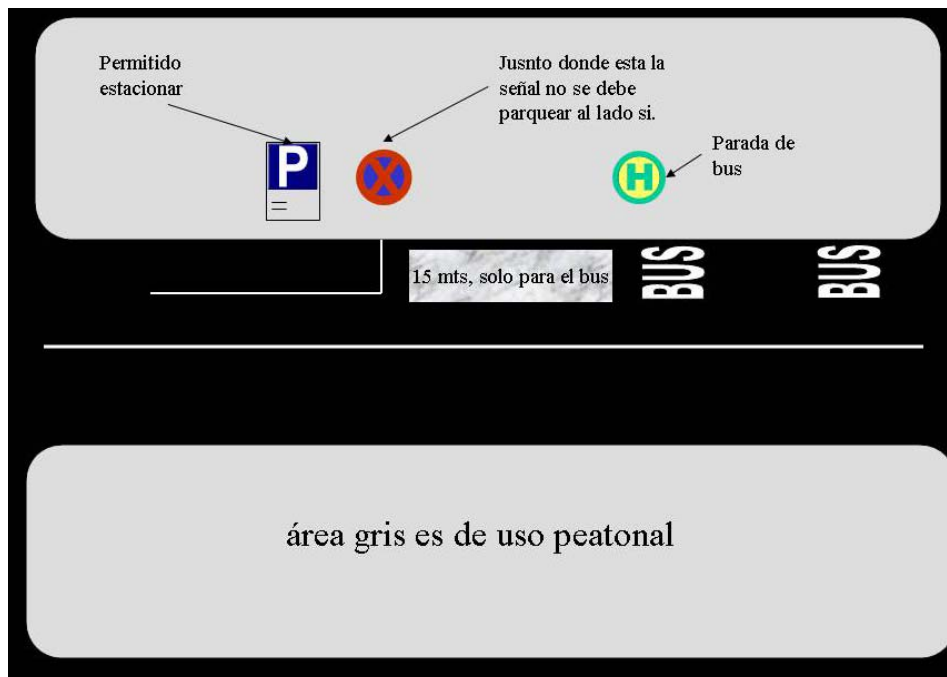 Permitido
estacionar
Jusnto donde esta la
señal no se debe
parquear al lado si.
P
H
Parada de
bus
15 mts, solo para el bus
BUS
BUS
área gris es de uso peatonal